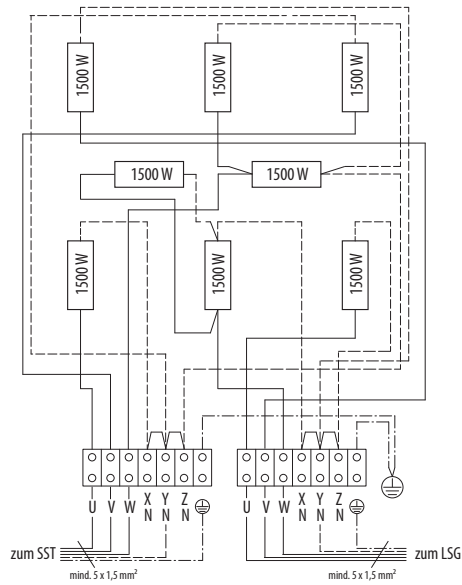 1500 W
1500 W
1500 W
1500 W
1500 W
1500 W
1500 W
1500 W
U V W X Y Z
N N N
U V W X Y Z
N N N
zum SST
zum LSG
mind. 5 x 1,5 mm²
mind. 5 x 1,5 mm²